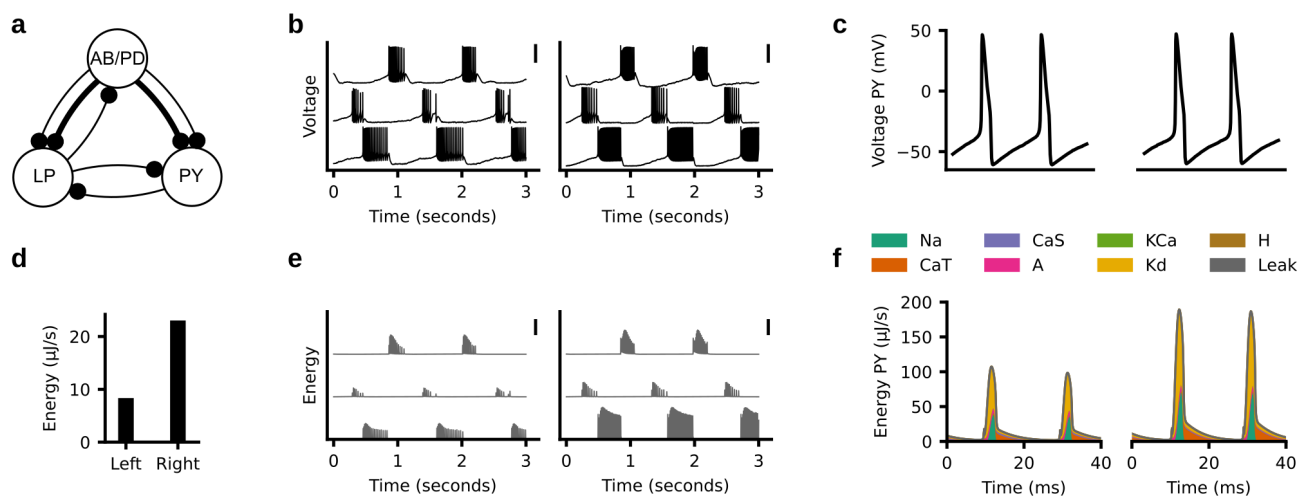 a
AB/PD
LP
PY
b
Voltage
0 1 2 3
Time (seconds)
0 1 2 3
Time (seconds)
c
Voltage PY (mV)
50
0
−50
d
Energy (μJ/s)
20
10
0
Left Right
e
Energy
0 1 2 3
Time (seconds)
0 1 2 3
Time (seconds)
Na CaS KCa H
CaT A Kd Leak
f
Energy PY (μJ/s)
200
150
100
50
0
0 20 40
Time (ms)
0 20 40
Time (ms)